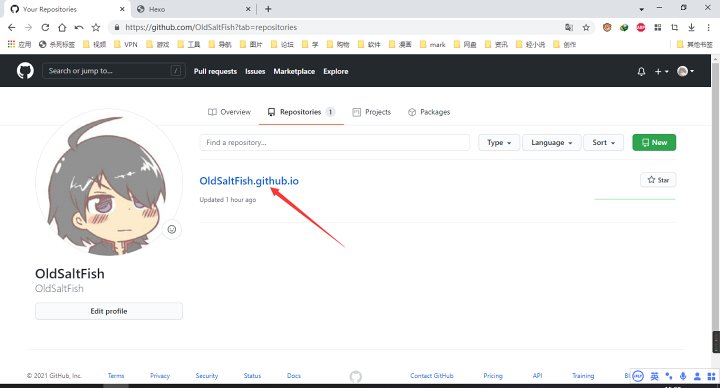 Your Repositories
Hexo
https://github.com/OldSaltFish?tab=repositories
应用 杀死标签 视频 VPN 游戏 工具 导航 图片 论坛 学 购物 软件 漫画 mark 网盘 资讯 轻小说 创作 其他书签
Search or jump to... /
Pull requests Issues Marketplace Explore
Overview Repositories 1 Projects Packages
Find a repository...
Type Language Sort New
OldSaltFish.github.io
Star
Updated 1 hour ago
OldSaltFish
OldSaltFish
Edit profile
© 2021 GitHub, Inc. Terms Privacy Security Status Docs Contact GitHub Pricing API Training
英